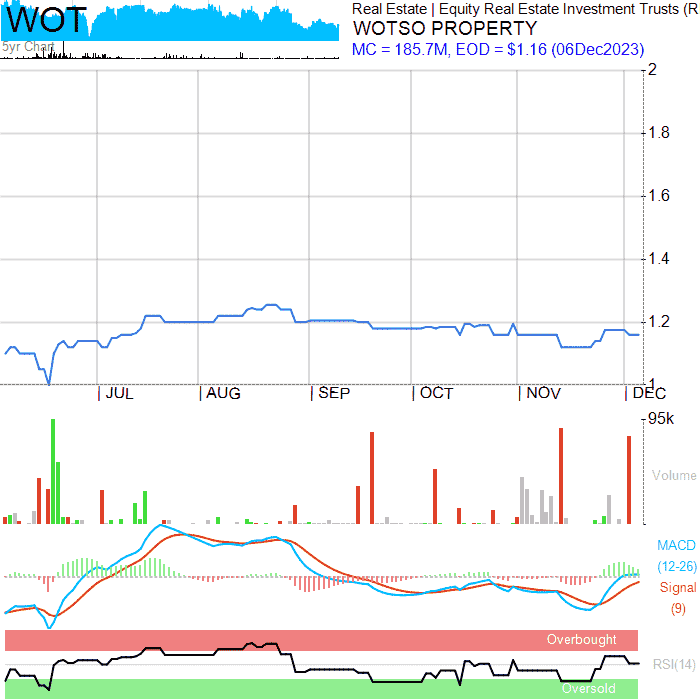 WOT
5yr Chart
Real Estate | Equity Real Estate Investment Trusts (R
WOTSO PROPERTY
MC = 185.7M, EOD = $1.16 (06Dec2023)
2
1.8
1.6
1.4
1.2
1
JUL AUG SEP OCT NOV DEC
95k
Volume
MACD
(12-26)
Signal
(9)
Overbought
RSI(14)
Oversold